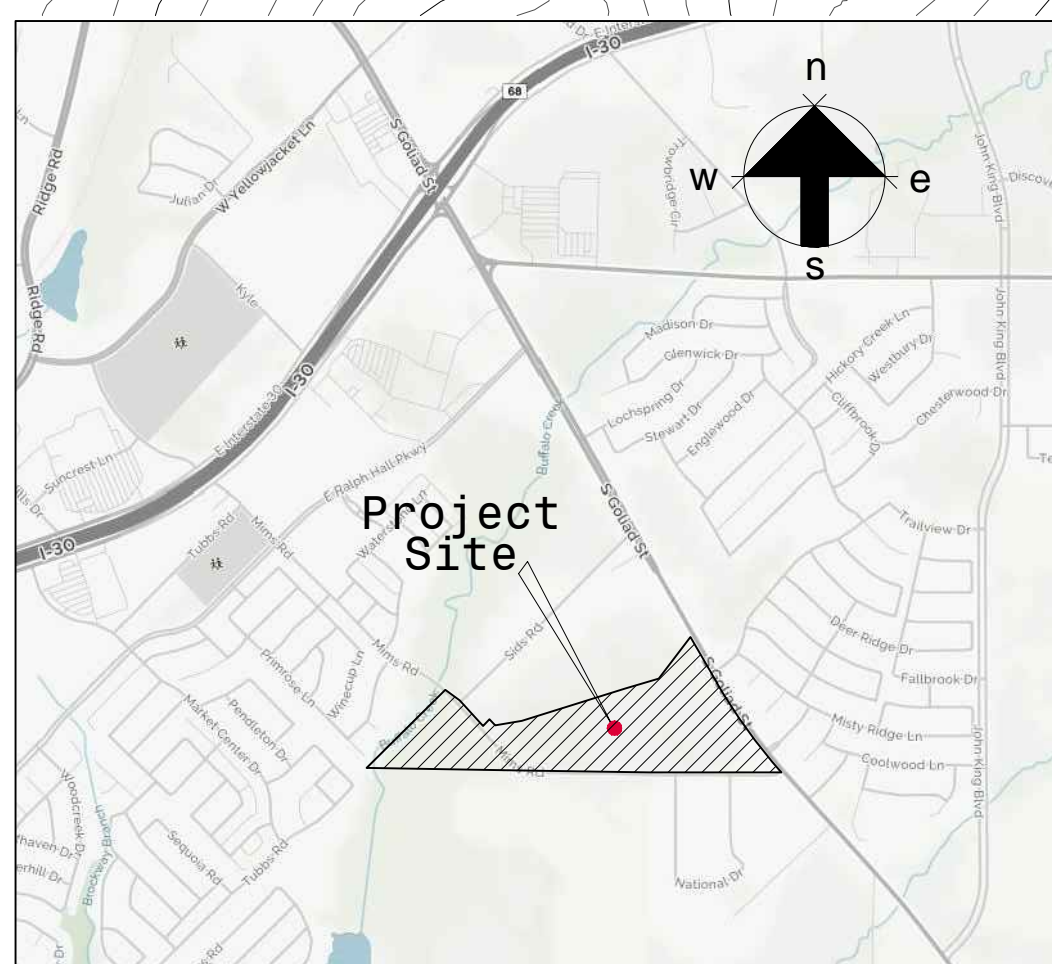 I-30
68
n
w
e
s
Ridge Rd
W Yellowjacket Ln
Julian Dr
S Goliad St
Trowbridge Cir
John King Blvd
Ridge Rd
Kyle
I-30
E Interstate 30
Madison Dr
Glenwick Dr
Lochspring Dr
Stewart Dr
Englewood Dr
Hickory Creek Ln
Westbury Dr
Chesterwood Dr
Cliffbrook Dr
John King Blvd
Suncrest Ln
E Ralph Hall Pkwy
Buffalo Creek
I-30
Tubbs Rd
Mims Rd
Project
Site
S Goliad St
Trailview Dr
Sids Rd
Mims Rd
Primrose Ln
Winecup Ln
Pendleton Dr
Market Center Dr
Deer Ridge Dr
Fallbrook Dr
Misty Ridge Ln
Coolwood Ln
S Goliad St
Mims Rd
John King Blvd
Woodcreek Dr
Brockway Branch
Sequoia Rd
Tubbs Rd
National Dr